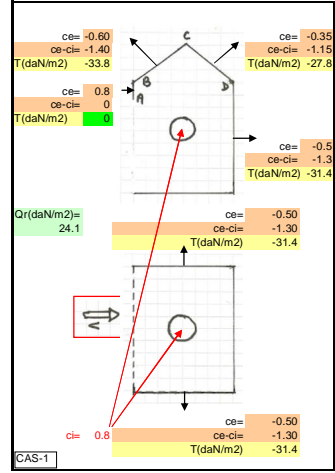 ce= -0.60
ce-ci= -1.40
T(daN/m2) -33.8
C
ce= -0.35
ce-ci= -1.15
T(daN/m2) -27.8
B
D
A
ce= 0.8
ce-ci= 0
T(daN/m2) 0
ce= -0.5
ce-ci= -1.3
T(daN/m2) -31.4
Qr(daN/m2)=
24.1
ce= -0.50
ce-ci= -1.30
T(daN/m2) -31.4
ci= 0.8
ce= -0.50
ce-ci= -1.30
T(daN/m2) -31.4
CAS-1